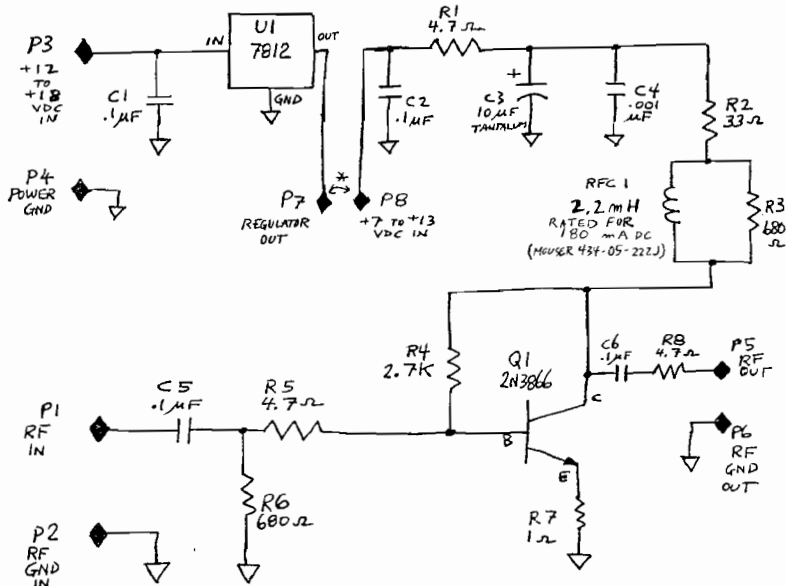 P3
+12
TO
+18
VDC
IN
C1
.1µF
IN
U1
7812
OUT
GND
P4
POWER
GND
P7
REGULATOR
OUT
*
P8
+7 TO +13
VDC IN
C2
.1µF
R1
4.7Ω
+
C3
10µF
TANTALUM
C4
.001
µF
R2
33Ω
RFC1
2.2mH
RATED FOR
180 mA DC
(MOUSER 434-05-222J)
R3
680
Ω
R4
2.7K
Q1
2N3866
B
C
E
C6
.1µF
R8
4.7Ω
P5
RF
OUT
P6
RF
GND
OUT
P1
RF
IN
C5
.1µF
R5
4.7Ω
R6
680Ω
R7
1Ω
P2
RF
GND
IN